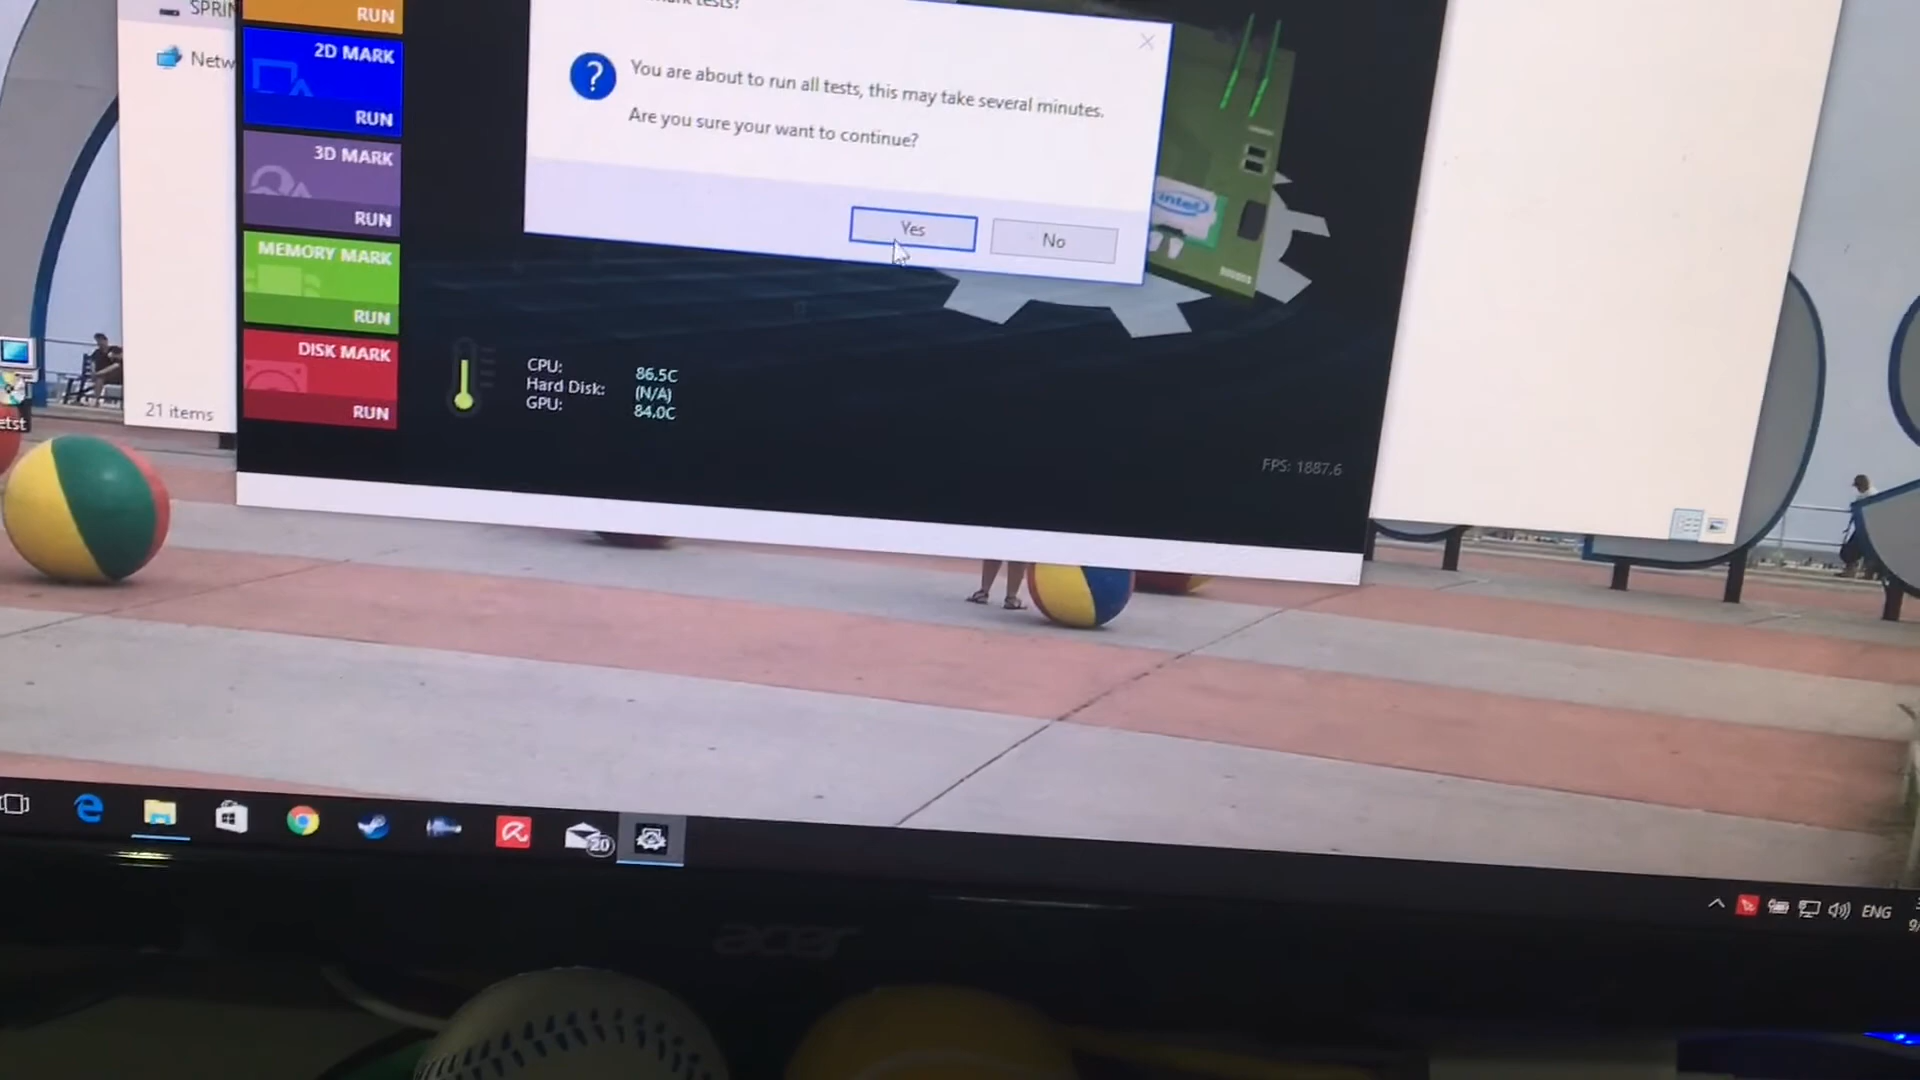 SPRIN
RUN
tests?
Netw
2D MARK
You are about to run all tests, this may take several minutes.
Are you sure your want to continue?
RUN
3D MARK
RUN
Yes
No
intel
MEMORY MARK
RUN
DISK MARK
RUN
CPU: 86.5C
Hard Disk: (N/A)
GPU: 84.0C
21 items
etst
FPS: 1887.6
20
ENG
acer